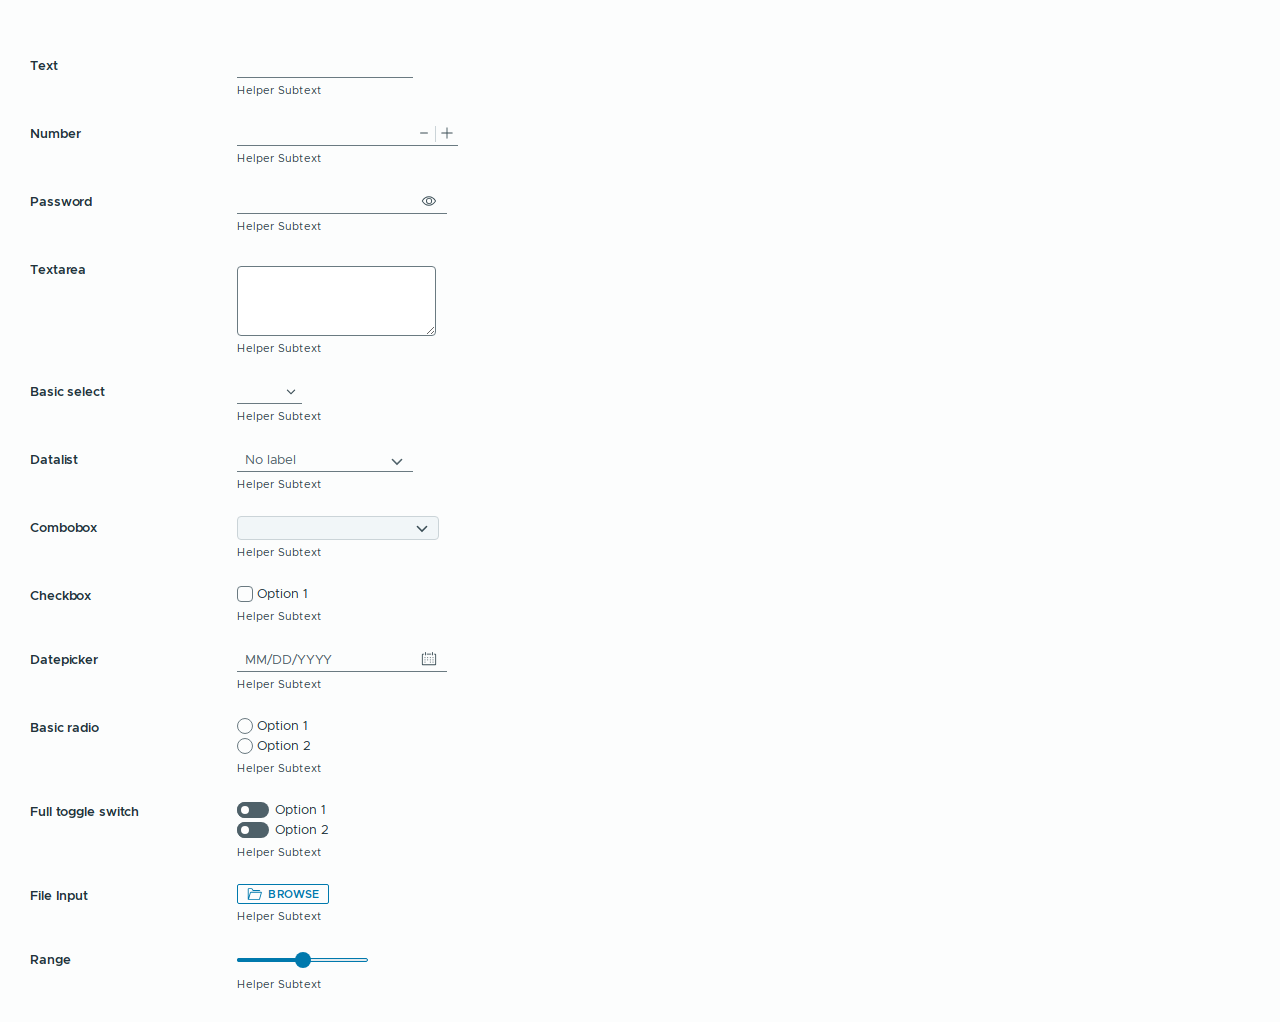 Text
Helper Subtext
Number
Helper Subtext
Password
Helper Subtext
Textarea
Helper Subtext
Basic select
Helper Subtext
Datalist
No label
Helper Subtext
Combobox
Helper Subtext
Checkbox
Option 1
Helper Subtext
Datepicker
MM/DD/YYYY
Helper Subtext
Basic radio
Option 1
Option 2
Helper Subtext
Full toggle switch
Option 1
Option 2
Helper Subtext
File Input
BROWSE
Helper Subtext
Range
Helper Subtext